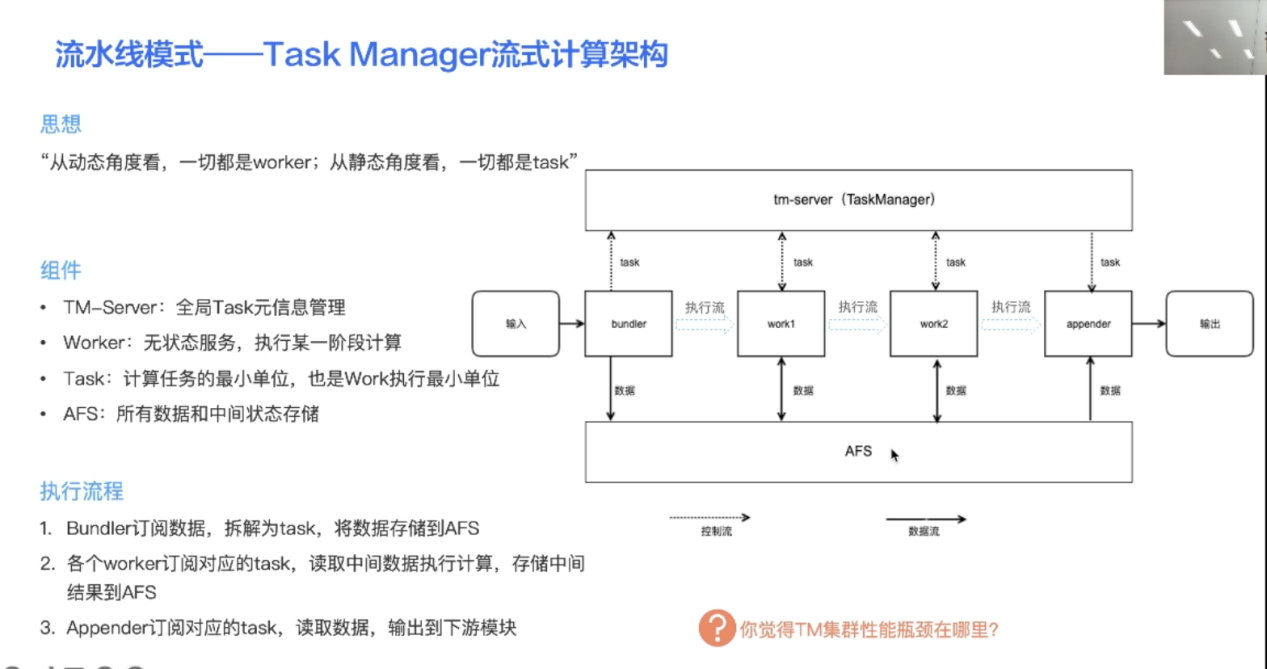 流水线模式——Task Manager流式计算架构
思想
“从动态角度看，一切都是worker；从静态角度看，一切都是task”
组件
• TM-Server：全局Task元信息管理
• Worker：无状态服务，执行某一阶段计算
• Task：计算任务的最小单位，也是Work执行最小单位
• AFS：所有数据和中间状态存储
执行流程
1. Bundler订阅数据，拆解为task，将数据存储到AFS
2. 各个worker订阅对应的task，读取中间数据执行计算，存储中间
结果到AFS
3. Appender订阅对应的task，读取数据，输出到下游模块
tm-server（TaskManager）
task
task
task
task
输入
bundler
执行流
work1
执行流
work2
执行流
appender
输出
数据
数据
数据
数据
AFS
控制流
数据流
?
你觉得TM集群性能瓶颈在哪里?